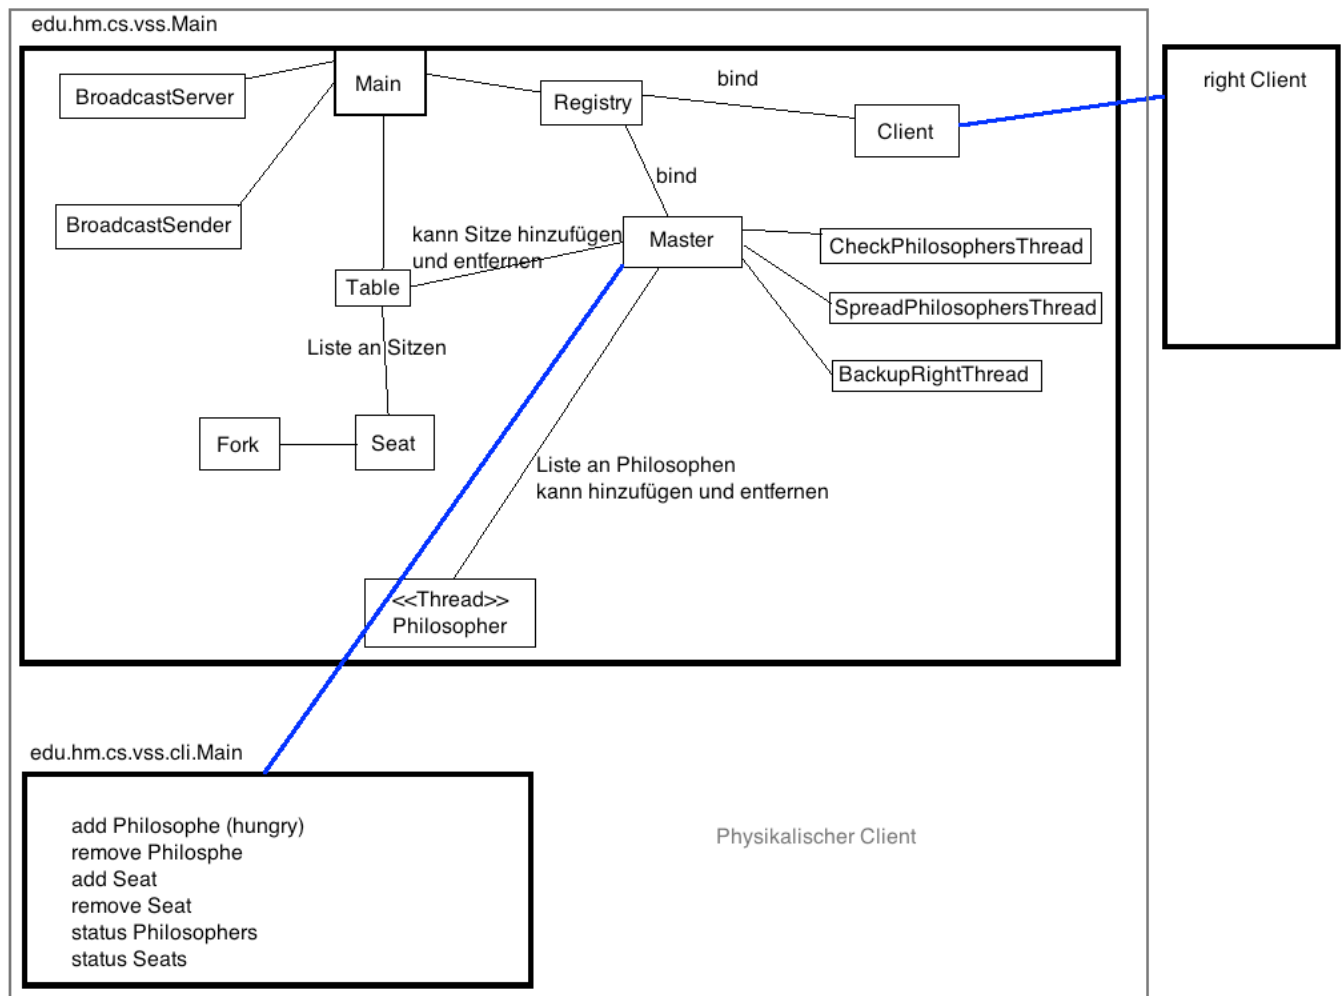 edu.hm.cs.vss.Main
BroadcastServer
Main
Registry
bind
Client
right Client
bind
BroadcastSender
kann Sitze hinzufügen
und entfernen
Master
CheckPhilosophersThread
Table
SpreadPhilosophersThread
Liste an Sitzen
BackupRightThread
Fork
Seat
Liste an Philosophen
kann hinzufügen und entfernen
<<Thread>>
Philosopher
edu.hm.cs.vss.cli.Main
add Philosophe (hungry)
remove Philosphe
add Seat
remove Seat
status Philosophers
status Seats
Physikalischer Client